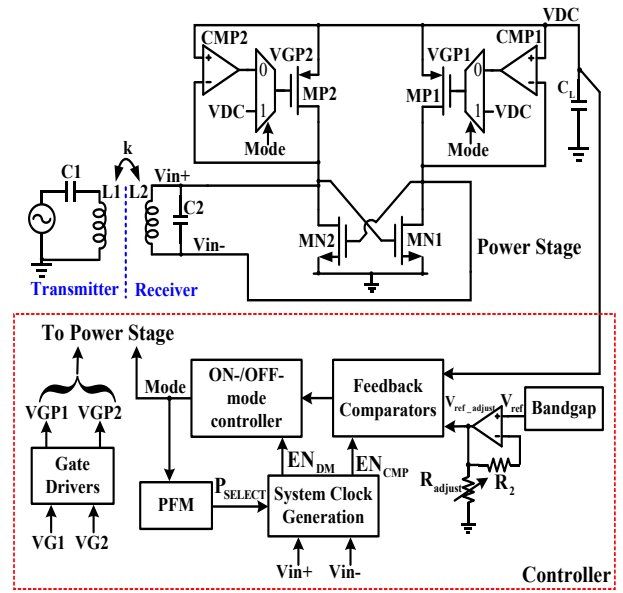 VDC
CMP2
CMP1
VGP2
VGP1
+
-
0
1
MP2
MP1
0
1
+
-
VDC
VDC
Mode
Mode
CL
k
C1
L1
L2
Vin+
C2
Vin-
MN2
MN1
Power Stage
Transmitter
Receiver
To Power Stage
VGP1
VGP2
Mode
ON-/OFF-
mode
controller
Feedback
Comparators
Vref_adjust
Vref
+
-
Bandgap
Gate
Drivers
ENDM
ENCMP
Radjust
R2
PFM
PSELECT
System Clock
Generation
VG1
VG2
Vin+
Vin-
Controller